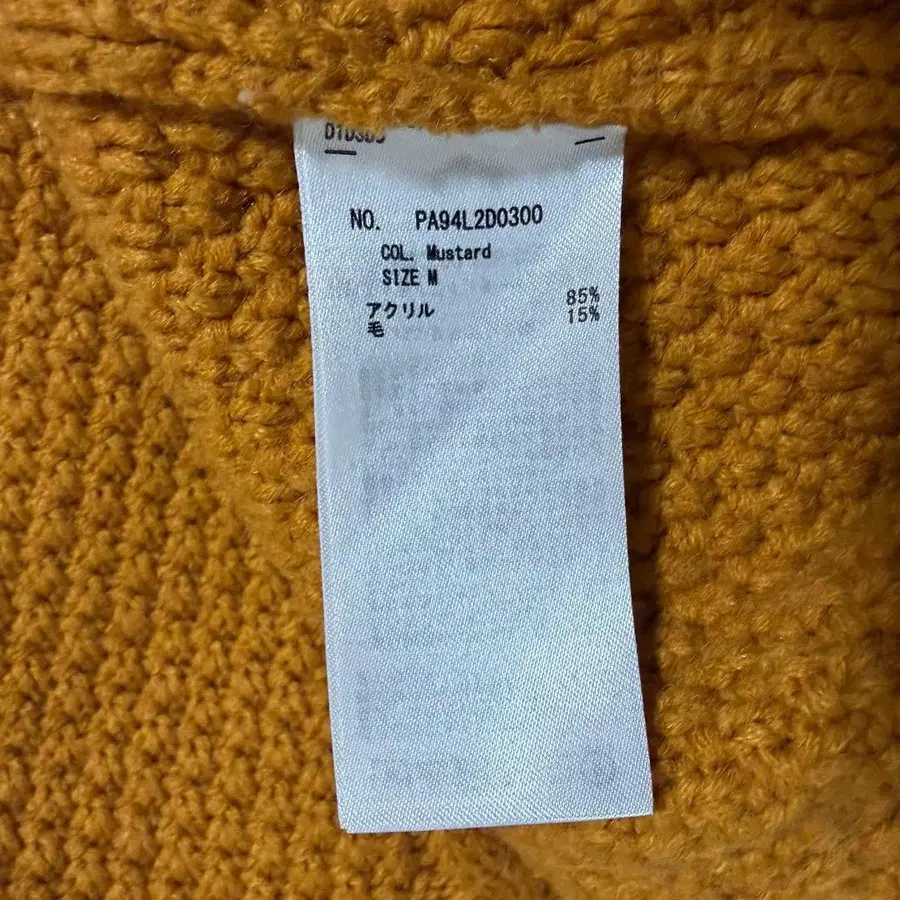 NO. PA94L2D0300
COL. Mustard
SIZE M
アクリル 85%
毛 15%